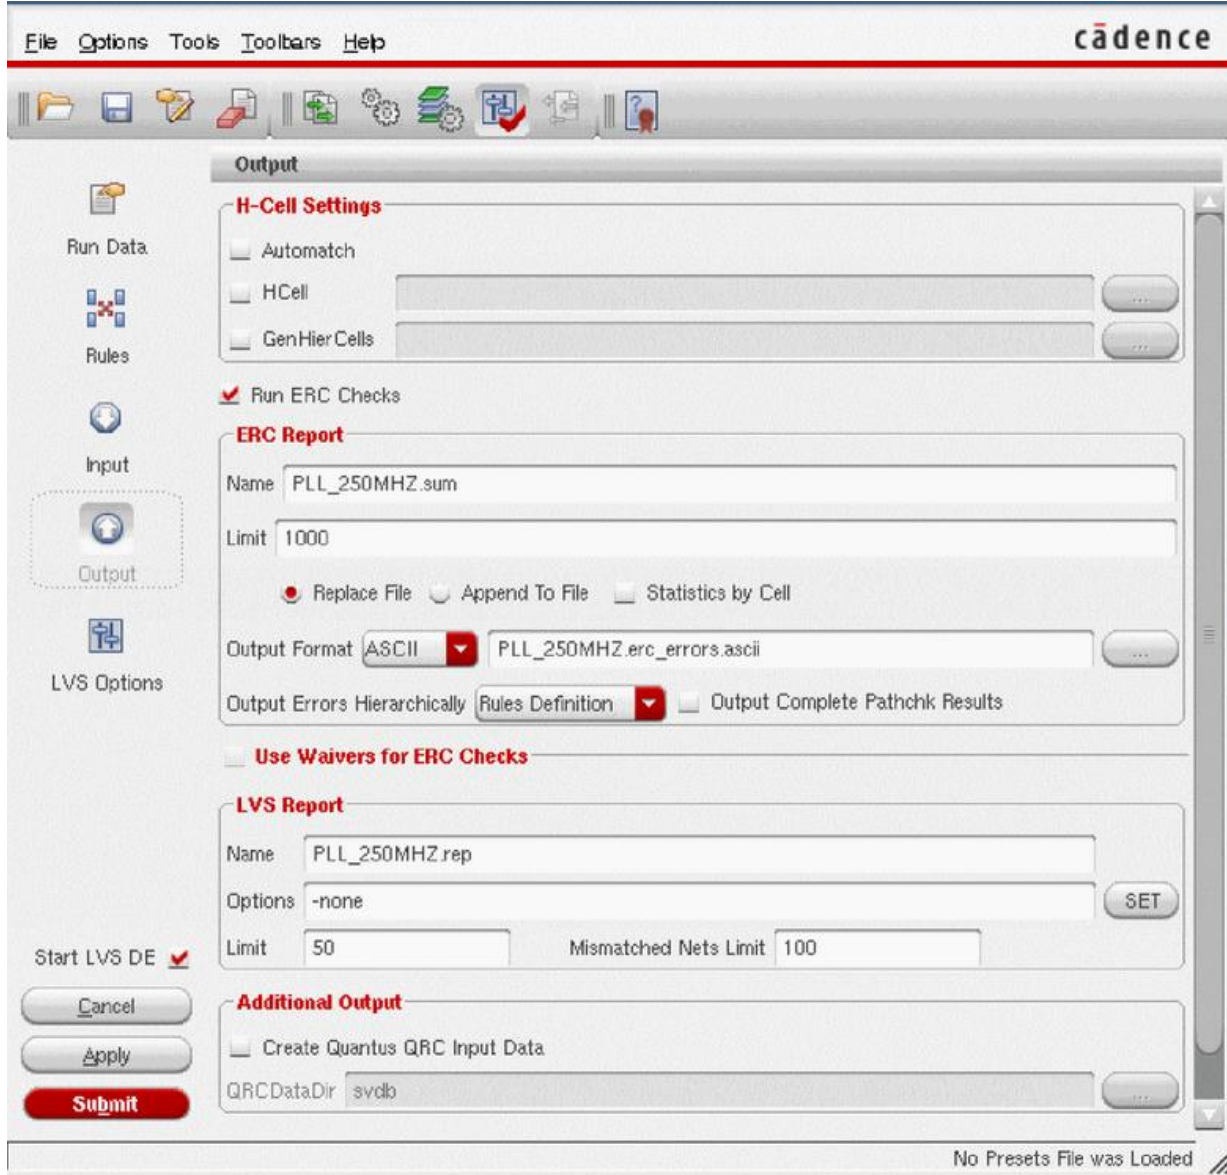 File Options Tools Toolbars Help
cādence
Output
Run Data
Rules
Input
Output
LVS Options
Start LVS DE
Cancel
Apply
Submit
H-Cell Settings
Automatch
HCell ...
GenHierCells ...
Run ERC Checks
ERC Report
Name PLL_250MHZ.sum
Limit 1000
Replace File Append To File Statistics by Cell
Output Format ASCII PLL_250MHZ.erc_errors.ascii ...
Output Errors Hierarchically Rules Definition Output Complete Pathchk Results
Use Waivers for ERC Checks
LVS Report
Name PLL_250MHZ.rep
Options -none SET
Limit 50 Mismatched Nets Limit 100
Additional Output
Create Quantus QRC Input Data
QRCDataDir svdb ...
No Presets File was Loaded